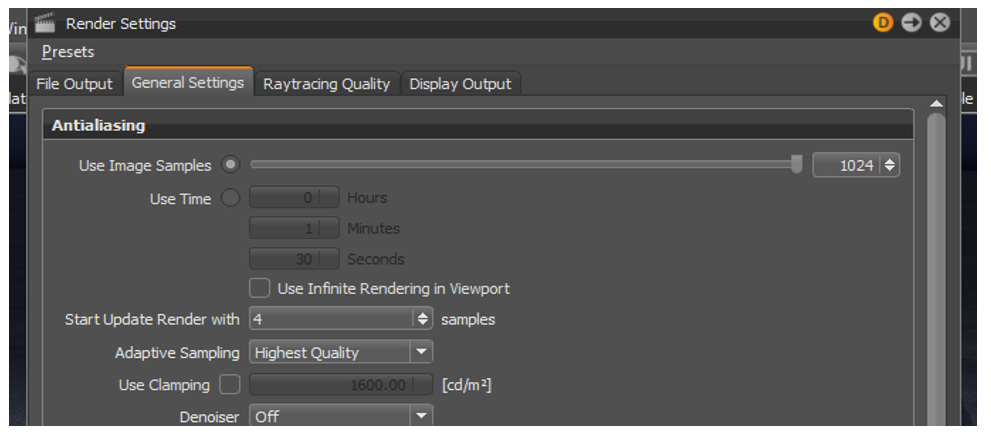 Render Settings
D
Presets
File Output General Settings Raytracing Quality Display Output
Antialiasing
Use Image Samples 1024
Use Time 0 Hours
1 Minutes
30 Seconds
Use Infinite Rendering in Viewport
Start Update Render with 4 samples
Adaptive Sampling Highest Quality
Use Clamping 1600.00 [cd/m²]
Denoiser Off